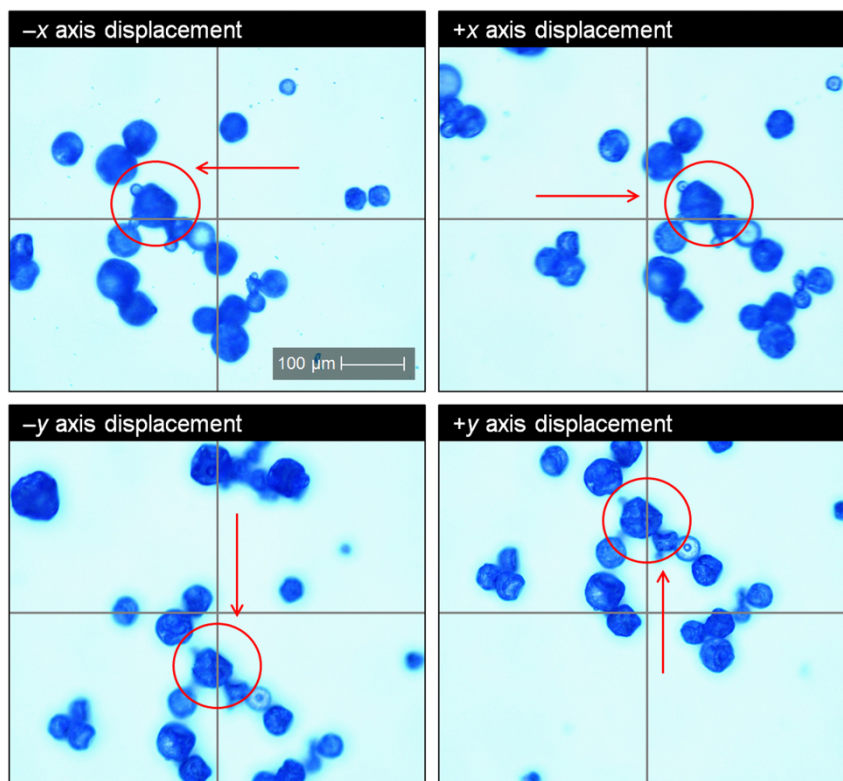 –x axis displacement
+x axis displacement
100 µm
–y axis displacement
+y axis displacement